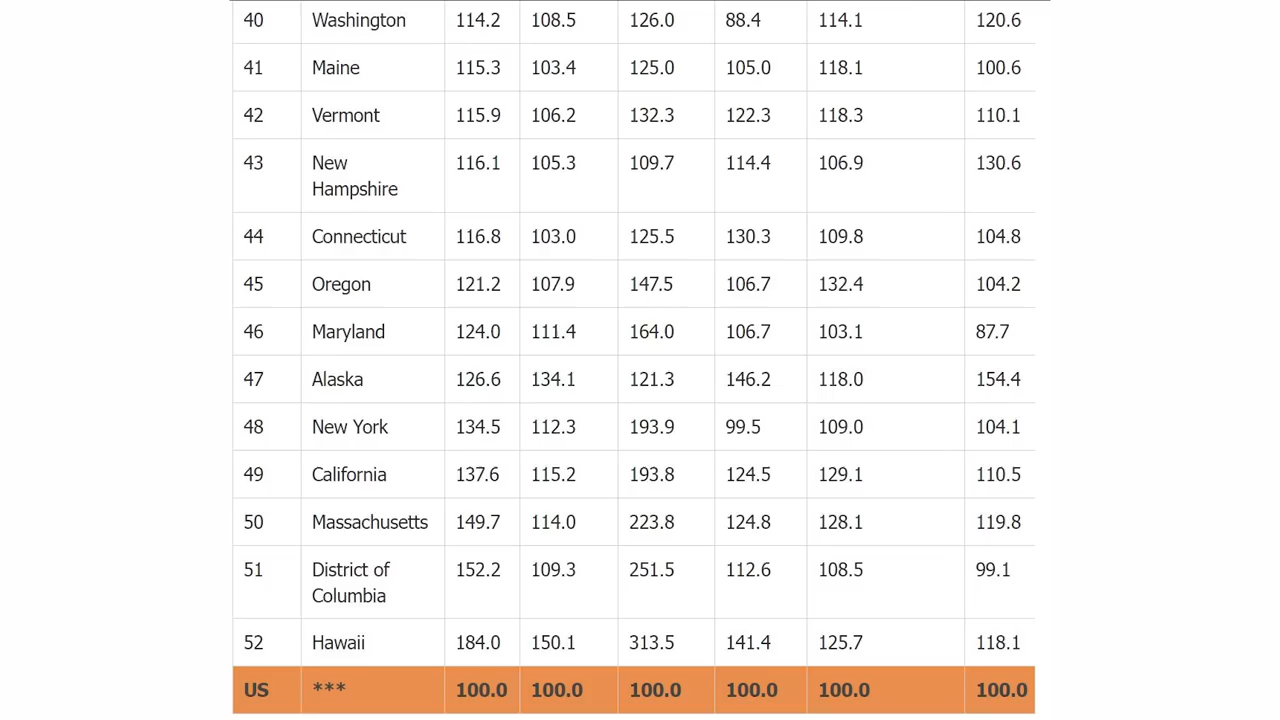 40 Washington 114.2 108.5 126.0 88.4 114.1 120.6
41 Maine 115.3 103.4 125.0 105.0 118.1 100.6
42 Vermont 115.9 106.2 132.3 122.3 118.3 110.1
43 New 116.1 105.3 109.7 114.4 106.9 130.6
Hampshire
44 Connecticut 116.8 103.0 125.5 130.3 109.8 104.8
45 Oregon 121.2 107.9 147.5 106.7 132.4 104.2
46 Maryland 124.0 111.4 164.0 106.7 103.1 87.7
47 Alaska 126.6 134.1 121.3 146.2 118.0 154.4
48 New York 134.5 112.3 193.9 99.5 109.0 104.1
49 California 137.6 115.2 193.8 124.5 129.1 110.5
50 Massachusetts 149.7 114.0 223.8 124.8 128.1 119.8
51 District of 152.2 109.3 251.5 112.6 108.5 99.1
Columbia
52 Hawaii 184.0 150.1 313.5 141.4 125.7 118.1
US *** 100.0 100.0 100.0 100.0 100.0 100.0